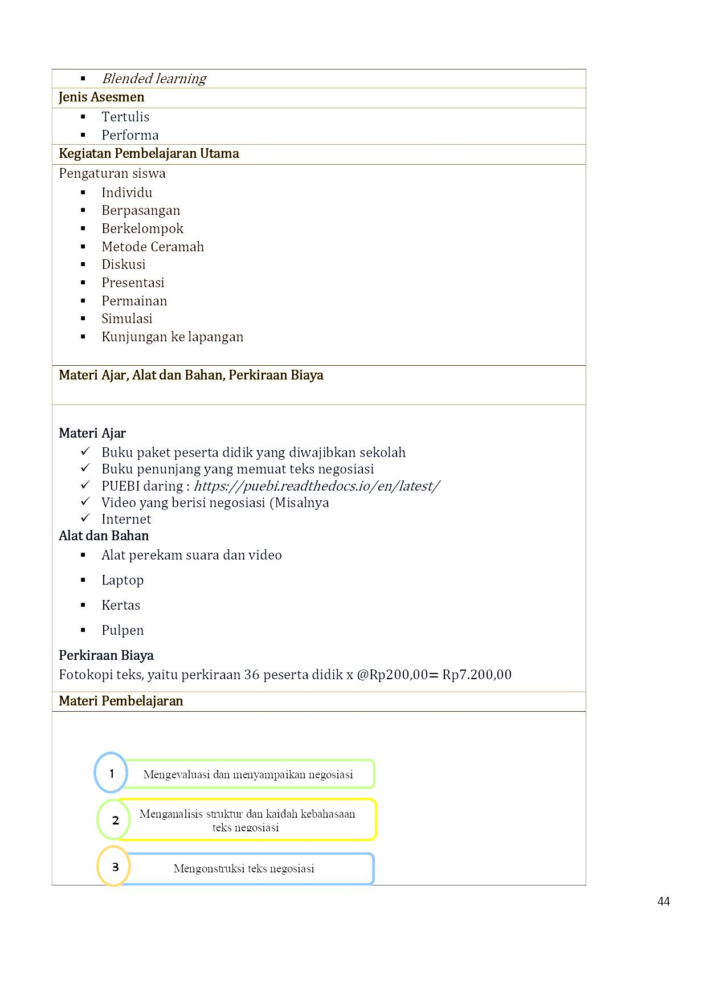 ▪ Blended learning
Jenis Asesmen
▪ Tertulis
▪ Performa
Kegiatan Pembelajaran Utama
Pengaturan siswa
▪ Individu
▪ Berpasangan
▪ Berkelompok
▪ Metode Ceramah
▪ Diskusi
▪ Presentasi
▪ Permainan
▪ Simulasi
▪ Kunjungan ke lapangan
Materi Ajar, Alat dan Bahan, Perkiraan Biaya
Materi Ajar
✓ Buku paket peserta didik yang diwajibkan sekolah
✓ Buku penunjang yang memuat teks negosiasi
✓ PUEBI daring : https://puebi.readthedocs.io/en/latest/
✓ Video yang berisi negosiasi (Misalnya
✓ Internet
Alat dan Bahan
▪ Alat perekam suara dan video
▪ Laptop
▪ Kertas
▪ Pulpen
Perkiraan Biaya
Fotokopi teks, yaitu perkiraan 36 peserta didik x @Rp200,00= Rp7.200,00
Materi Pembelajaran
1 Mengevaluasi dan menyampaikan negosiasi
2 Menganalisis struktur dan kaidah kebahasaan
teks negosiasi
3 Mengonstruksi teks negosiasi
44